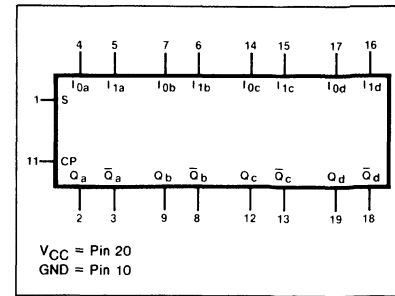 4 5 7 6 14 15 17 16
I0a I1a I0b I1b I0c I1c I0d I1d
1 S
11 CP
Qa Q̅a Qb Q̅b Qc Q̅c Qd Q̅d
2 3 9 8 12 13 19 18
VCC = Pin 20
GND = Pin 10